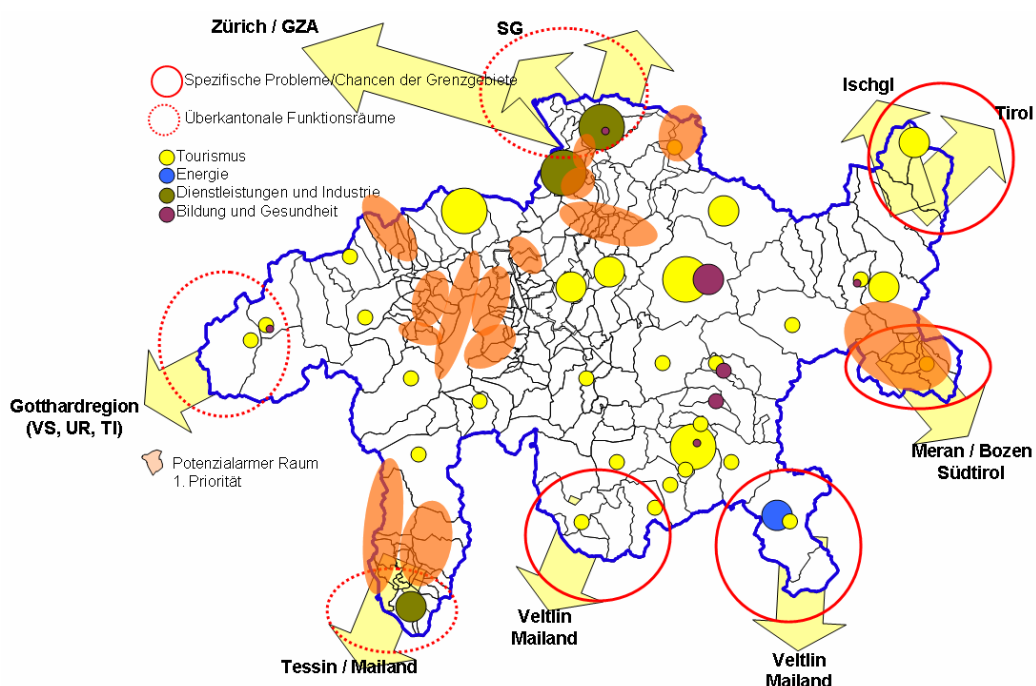 Zürich / GZA
SG
Spezifische Probleme/Chancen der Grenzgebiete
Überkantonale Funktionsräume
Tourismus
Energie
Dienstleistungen und Industrie
Bildung und Gesundheit
Ischgl
Tirol
Gotthardregion
(VS, UR, TI)
Potenzialarmer Raum
1. Priorität
Meran / Bozen
Südtirol
Tessin / Mailand
Veltlin
Mailand
Veltlin
Mailand